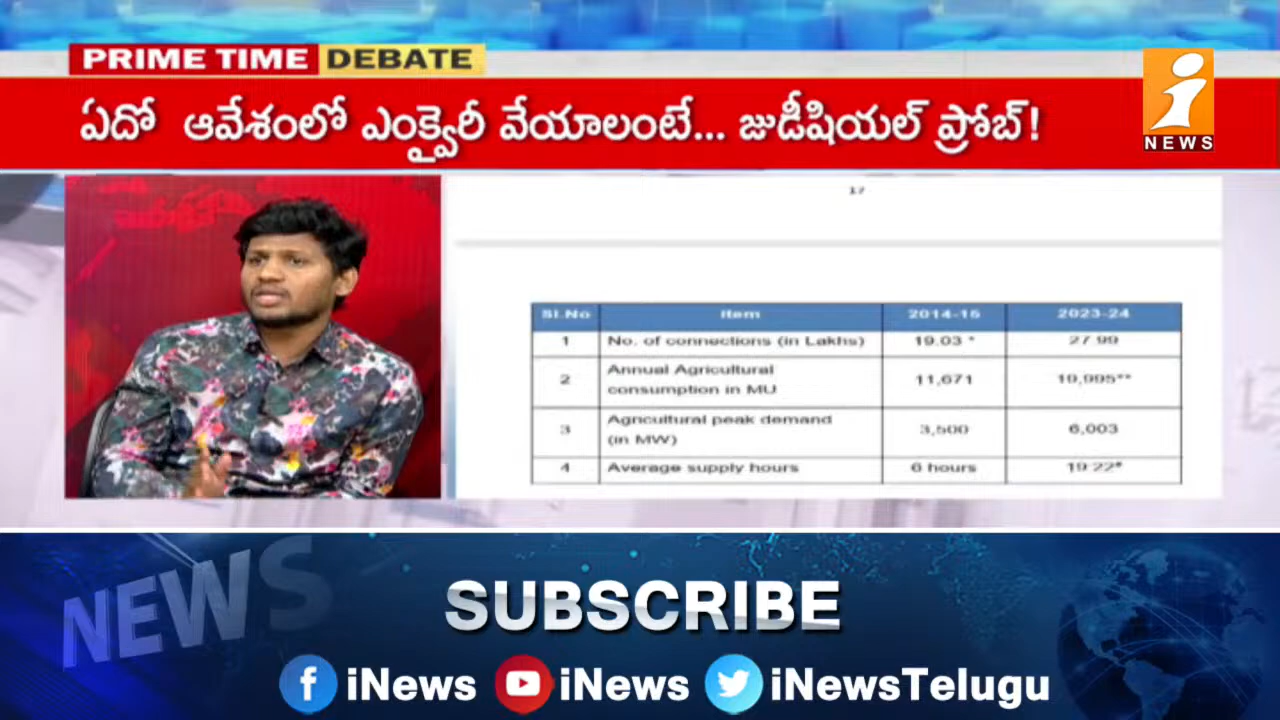 PRIME TIME DEBATE
ఏదో ఆవేశంలో ఎంక్వైరీ వేయాలంటే... జుడీషియల్ ప్రోబ్!
i NEWS
17
Sl.No Item 2014-15 2023-24
1 No. of connections (in Lakhs) 19.03 * 27.99
2 Annual Agricultural consumption in MU 11,671 19,995**
3 Agricultural peak demand (in MW) 3,500 6,003
4 Average supply hours 6 hours 19.22#
NEWS
SUBSCRIBE
iNews iNews iNewsTelugu